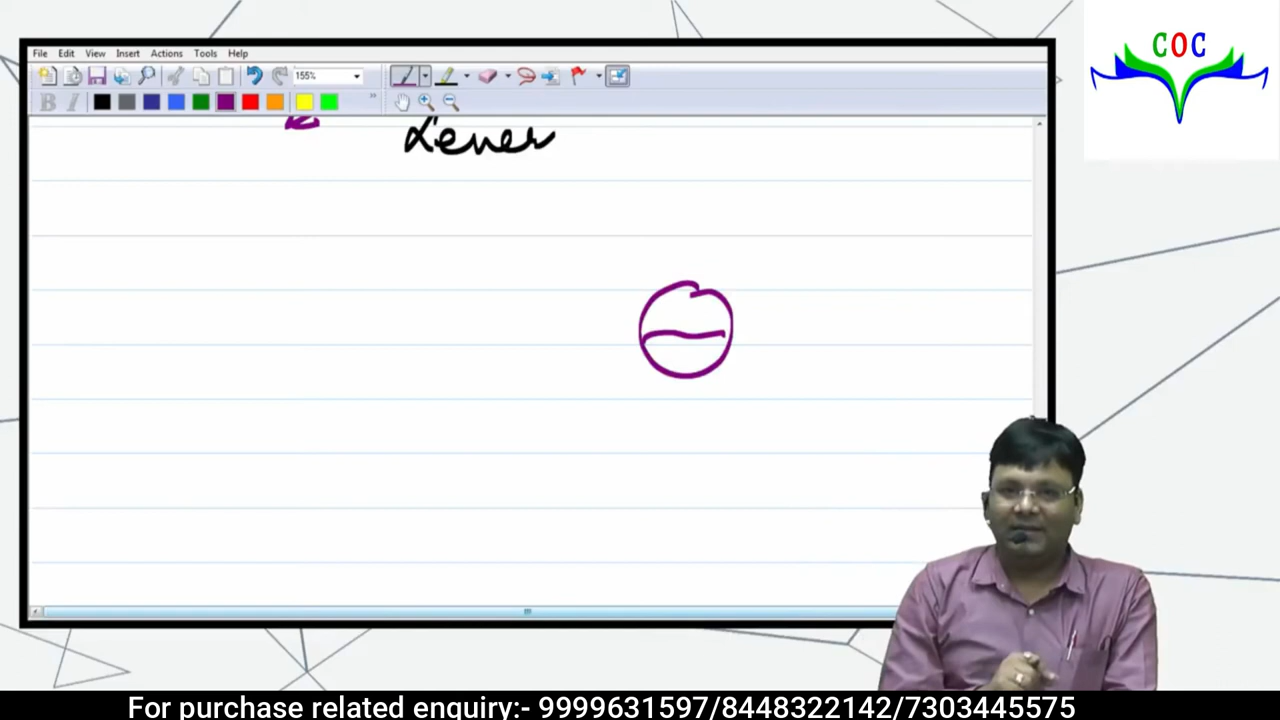 COC
File Edit View Insert Actions Tools Help
155%
B I
Lever
For purchase related enquiry:- 9999631597/8448322142/7303445575